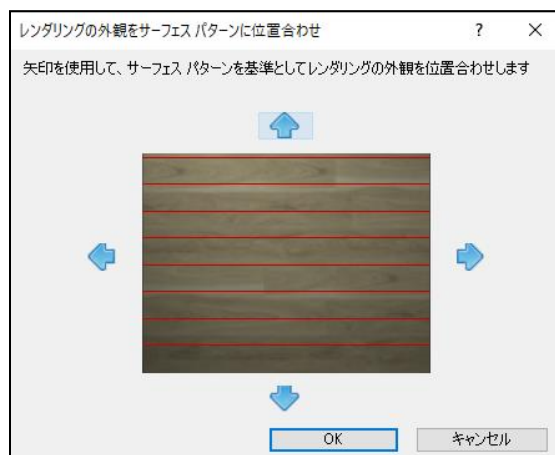 レンダリングの外観をサーフェス パターンに位置合わせ ? ×
矢印を使用して、サーフェス パターンを基準としてレンダリングの外観を位置合わせします
OK キャンセル